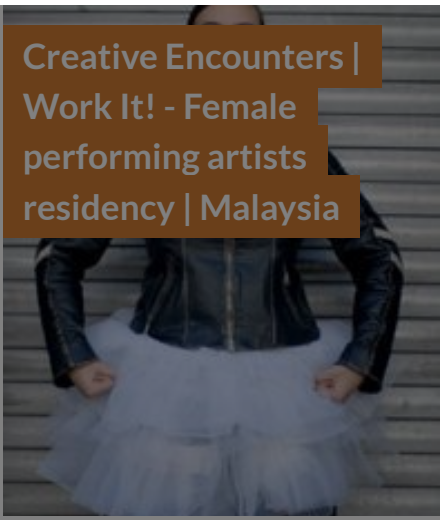 Creative Encounters |
Work It! - Female
performing artists
residency | Malaysia